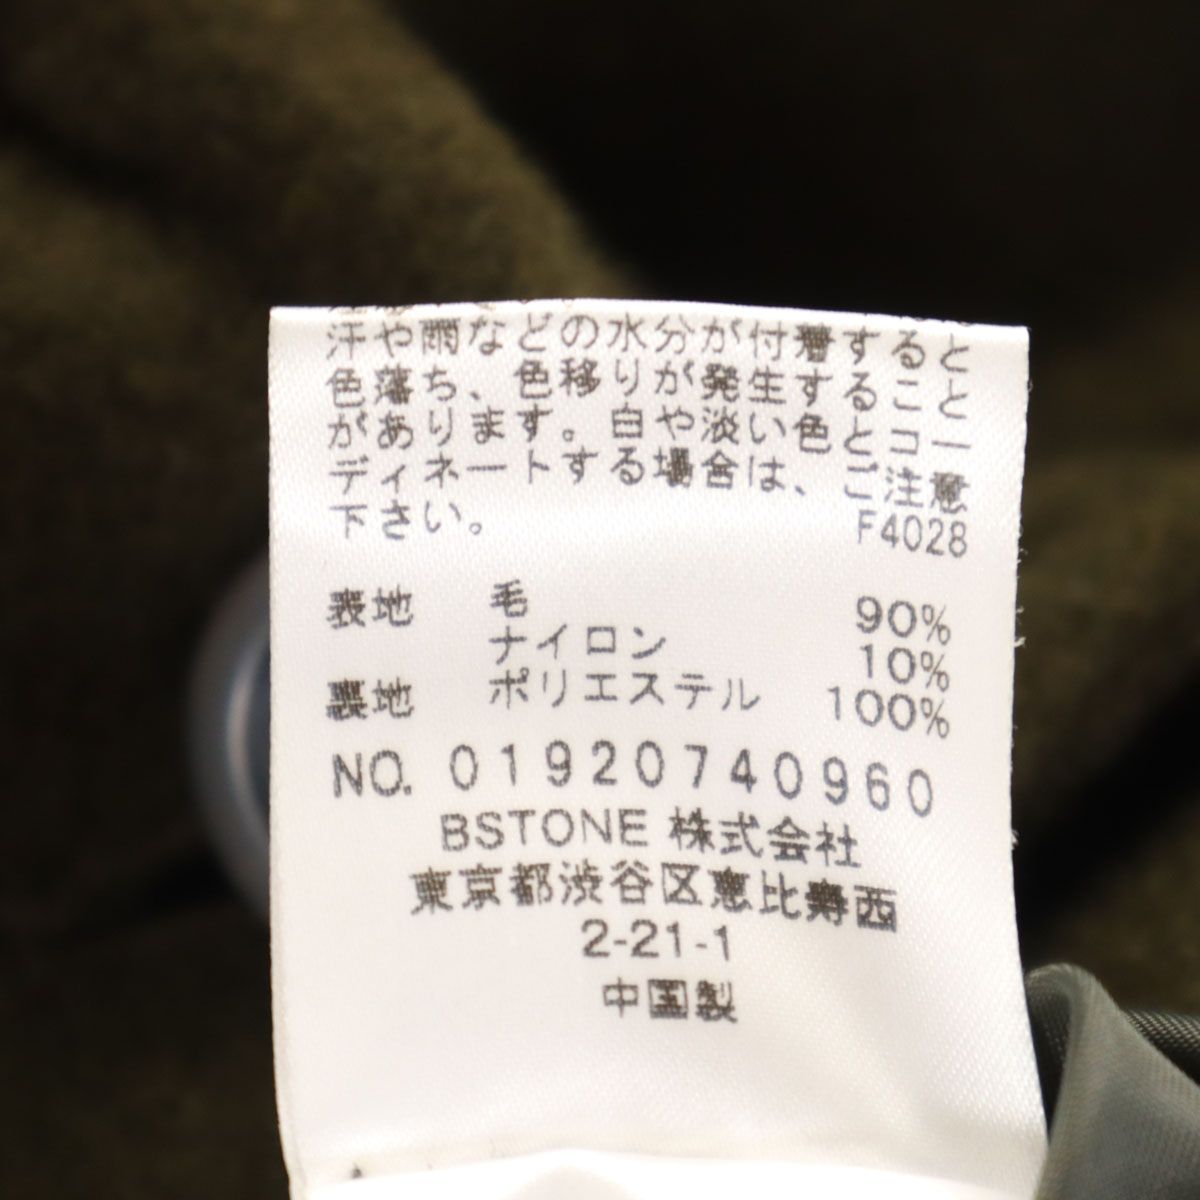 汗や雨などの水分が付着すると
色落ち、色移りが発生すること
があります。白や淡い色とコー
ディネートする場合は、ご注意
下さい。
F4028
表地 毛 90%
ナイロン 10%
裏地 ポリエステル 100%
NO. 01920740960
BSTONE 株式会社
東京都渋谷区恵比寿西
2-21-1
中国製